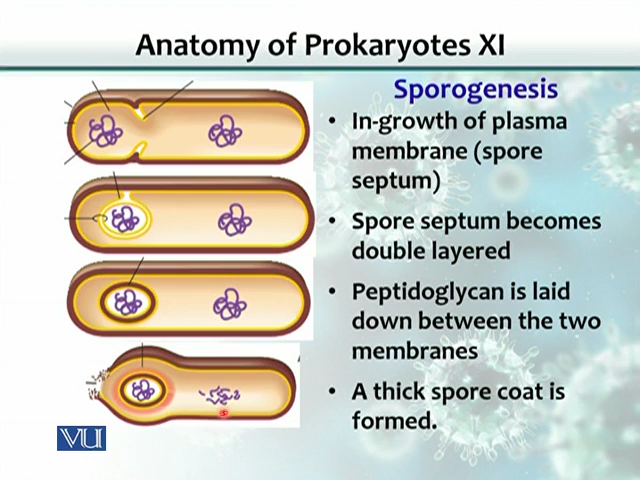 Anatomy of Prokaryotes XI
Sporogenesis
• In-growth of plasma
membrane (spore
septum)
• Spore septum becomes
double layered
• Peptidoglycan is laid
down between the two
membranes
• A thick spore coat is
formed.
VU